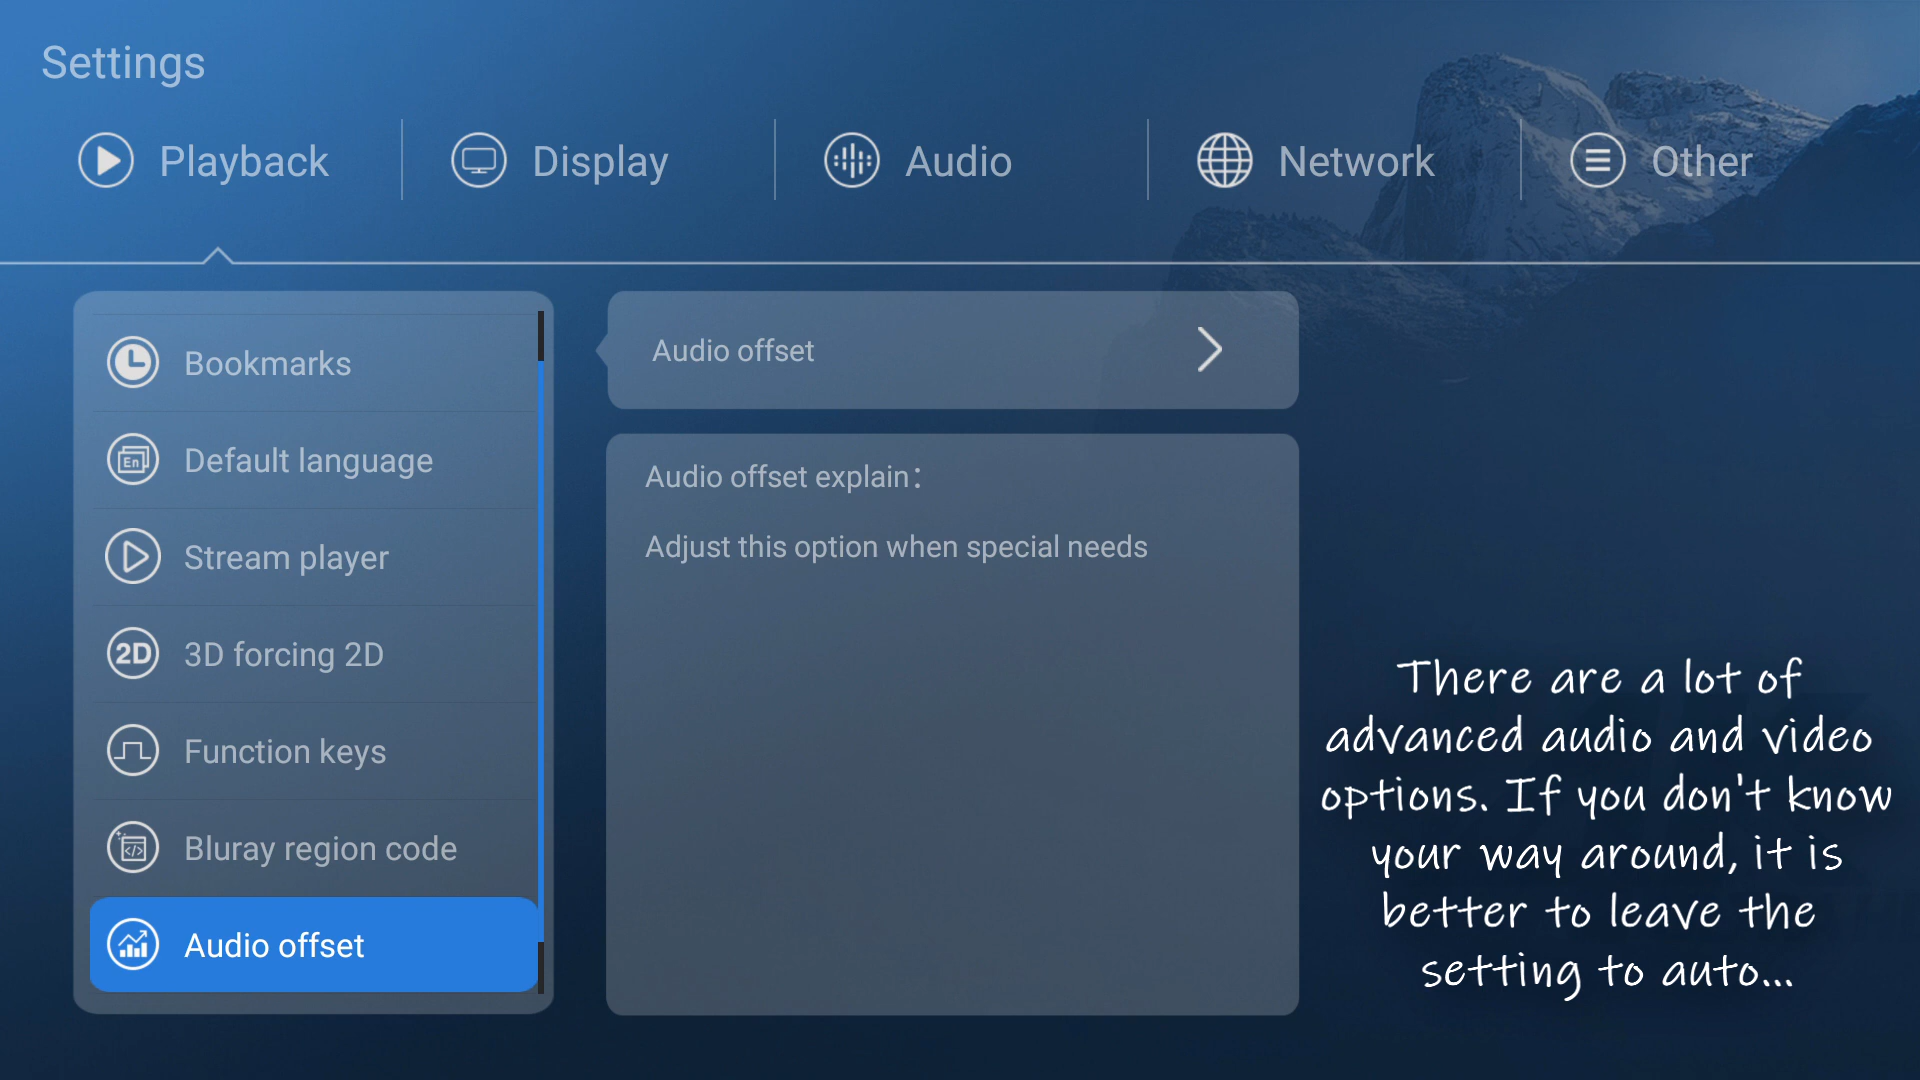 Settings
Playback
Display
Audio
Network
Other
Bookmarks
En
Default language
Stream player
2D
3D forcing 2D
Function keys
</>
Bluray region code
Audio offset
Audio offset
Audio offset explain:
Adjust this option when special needs
There are a lot of
advanced audio and video
options. If you don't know
your way around, it is
better to leave the
setting to auto...